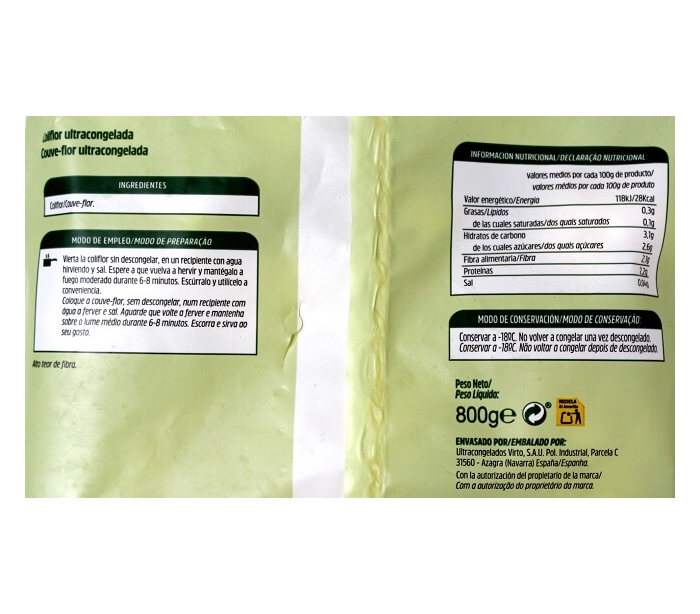 Coliflor ultracongelada
Couve-flor ultracongelada
INGREDIENTES
Coliflor/Couve-flor.
MODO DE EMPLEO/MODO DE PREPARAÇÃO
Vierta la coliflor sin descongelar, en un recipiente con agua
hirviendo y sal. Espere a que vuelva a hervir y manténgalo a
fuego moderado durante 6-8 minutos. Escúrralo y utilícelo a
conveniencia.
Coloque a couve-flor, sem descongelar, num recipiente com
água a ferver e sal. Aguarde que volte a ferver e mantenha
sobre o lume médio durante 6-8 minutos. Escorra e sirva ao
seu gosto.
Alto teor de fibra.
INFORMACIÓN NUTRICIONAL/DECLARAÇÃO NUTRICIONAL:
valores medios por cada 100g de producto/
valores médios por cada 100g de produto
Valor energético/Energia 118kJ/28Kcal
Grasas/Lípidos 0,3g
de las cuales saturadas/dos quais saturados 0,1g
Hidratos de carbono 3,1g
de los cuales azúcares/dos quais açúcares 2,6g
Fibra alimentaria/Fibra
Proteínas 2,2g
Sal 0,04g
MODO DE CONSERVACIÓN/MODO DE CONSERVAÇÃO:
Conservar a -18ºC. No volver a congelar una vez descongelado.
Conservar a -18ºC. Não voltar a congelar depois de descongelado.
Peso Neto/
Peso Líquido:
800g e ®
RECICLA
Al Amarillo
ENVASADO POR/EMBALADO POR:
Ultracongelados Virto, S.A.U. Pol. Industrial, Parcela C
31560 - Azagra (Navarra) España/Espanha.
Con la autorización del propietario de la marca/
Com a autorização do proprietário da marca.